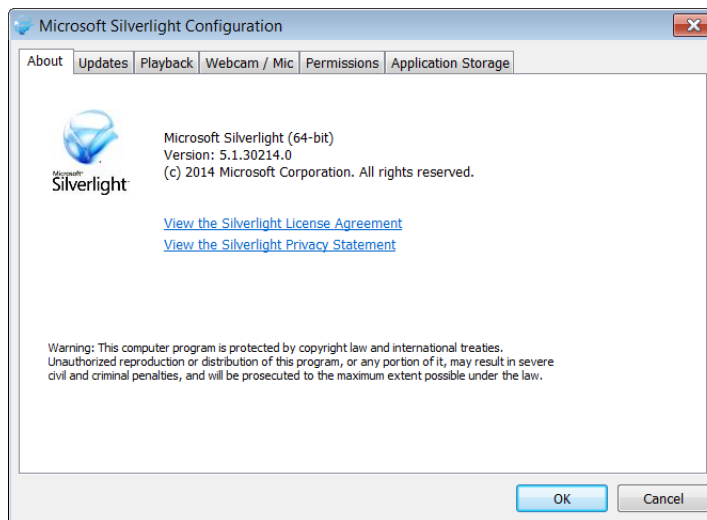 Microsoft Silverlight Configuration
About Updates Playback Webcam / Mic Permissions Application Storage
Microsoft Silverlight (64-bit)
Version: 5.1.30214.0
(c) 2014 Microsoft Corporation. All rights reserved.
Microsoft
Silverlight
View the Silverlight License Agreement
View the Silverlight Privacy Statement
Warning: This computer program is protected by copyright law and international treaties.
Unauthorized reproduction or distribution of this program, or any portion of it, may result in severe
civil and criminal penalties, and will be prosecuted to the maximum extent possible under the law.
OK Cancel